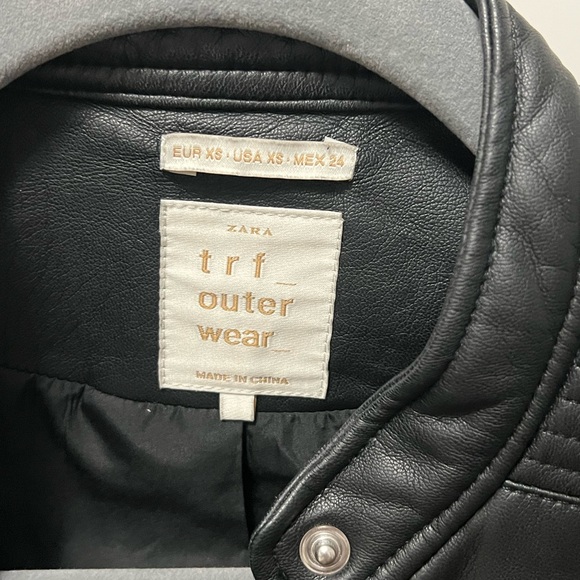 EUR XS · USA XS · MEX 24
ZARA
trf_
outer
wear_
MADE IN CHINA